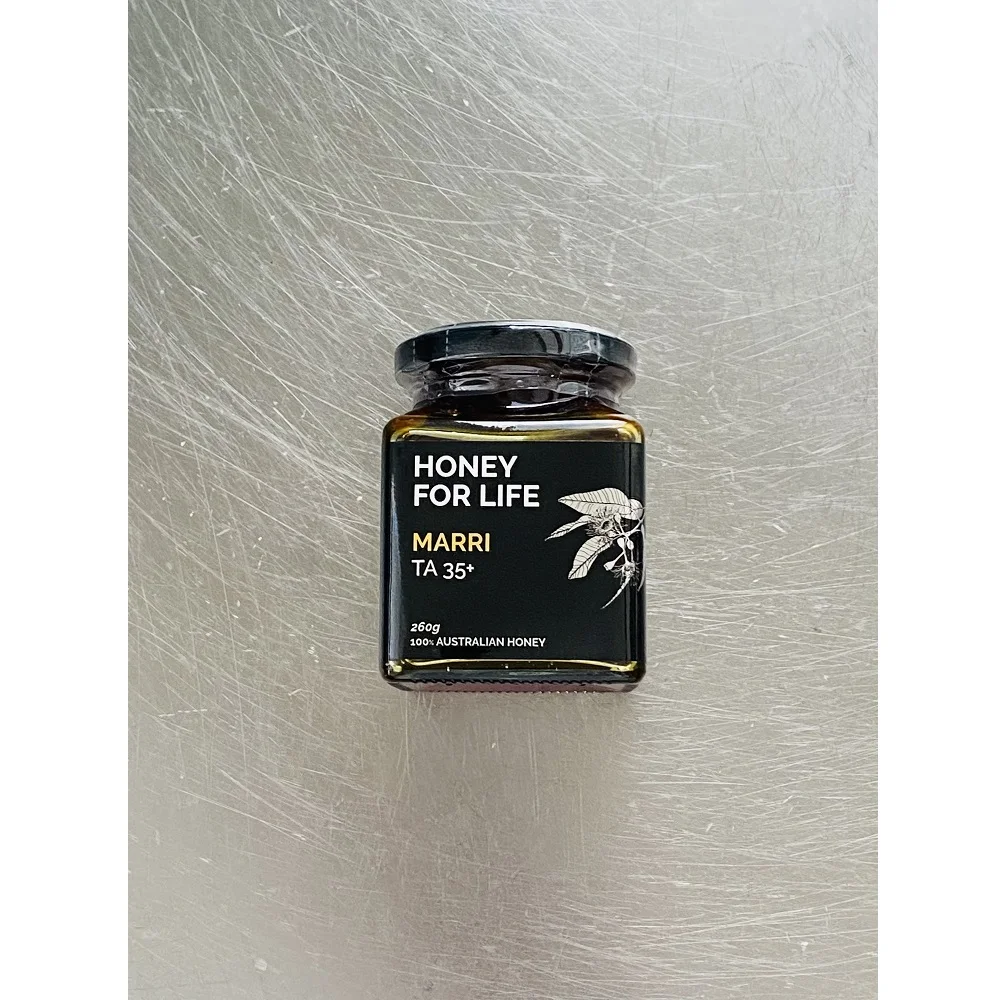 HONEY
FOR LIFE
MARRI
TA 35+
260g
100% AUSTRALIAN HONEY